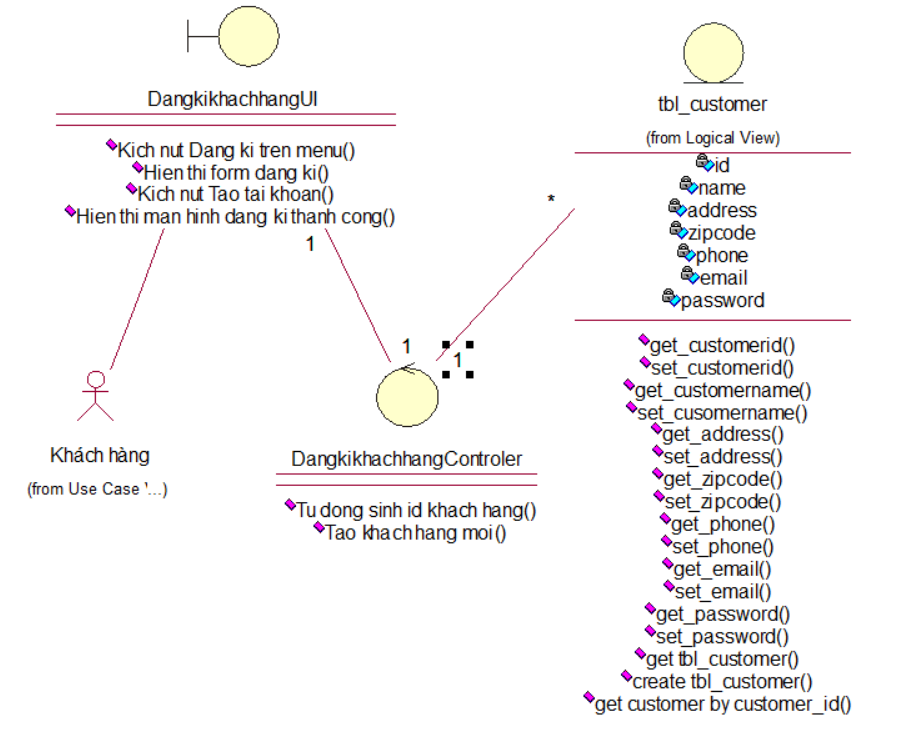 DangkikhachhangUI
Kich nut Dang ki tren menu()
Hien thi form dang ki()
Kich nut Tao tai khoan()
Hien thi man hinh dang ki thanh cong()
1
1
1
*
Khách hàng
(from Use Case '...)
DangkikhachhangControler
Tu dong sinh id khach hang()
Tao khach hang moi()
tbl_customer
(from Logical View)
id
name
address
zipcode
phone
email
password
get_customerid()
set_customerid()
get_customername()
set_cusomername()
get_address()
set_address()
get_zipcode()
set_zipcode()
get_phone()
set_phone()
get_email()
set_email()
get_password()
set_password()
get tbl_customer()
create tbl_customer()
get customer by customer_id()